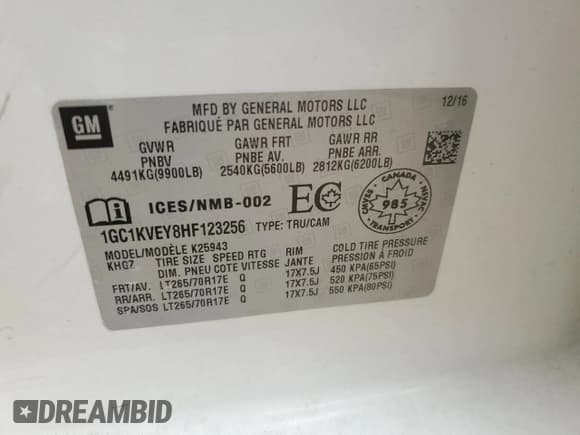 GM
MFD BY GENERAL MOTORS LLC
FABRIQUÉ PAR GENERAL MOTORS LLC
12/16
GVWR GAWR FRT GAWR RR
PNBV PNBE AV. PNBE ARR.
4491KG(9900LB) 2540KG(5600LB) 2812KG(6200LB)
ICES/NMB-002 EC
CANADA
SVMAC NSVAC
985
TRANSPORT
1GC1KVEY8HF123256 TYPE: TRU/CAM
MODEL/MODÈLE K25943
KHGZ TIRE SIZE SPEED RTG RIM COLD TIRE PRESSURE
DIM. PNEU COTE VITESSE JANTE PRESSION À FROID
FRT/AV. LT265/70R17E Q 17X7.5J 450 KPA(65PSI)
RR/ARR. LT265/70R17E Q 17X7.5J 520 KPA(75PSI)
SPA/SOS LT265/70R17E Q 17X7.5J 550 KPA(80PSI)
DREAMBID